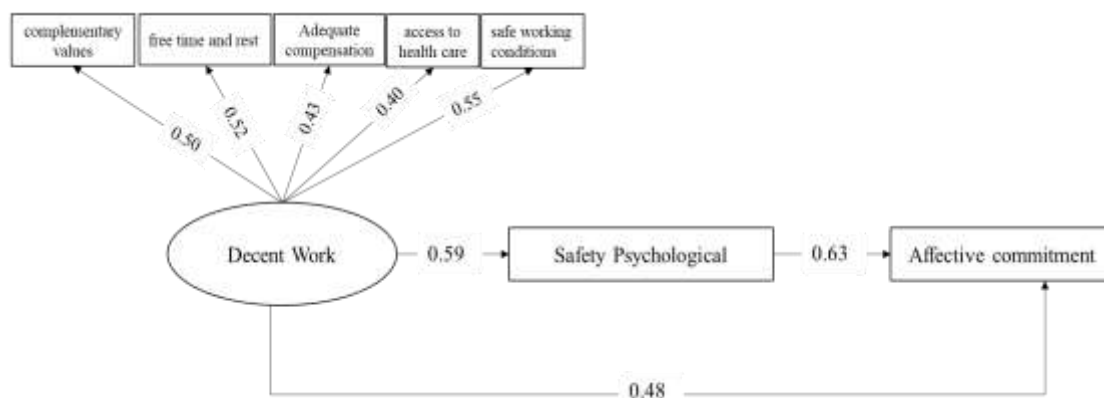 complementary
values
free time and rest
Adequate
compensation
access to
health care
safe working
conditions
0.50
0.52
0.43
0.40
0.55
Decent Work
0.59
Safety Psychological
0.63
Affective commitment
0.48